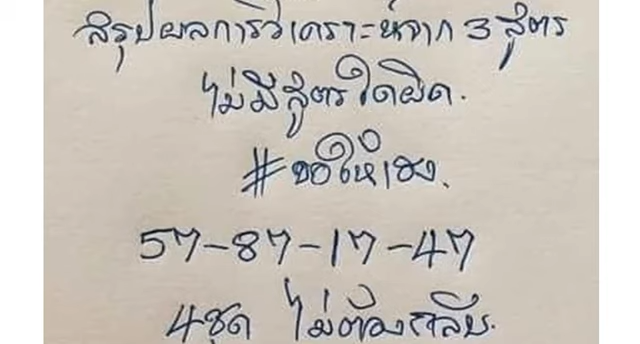 สรุปผลการวิเคราะห์จาก 3 สูตร
ไม่มีสูตรใดผิด.
#ขอให้เฮง.
57-87-17-47
4ชุด ไม่ต้องกลับ.